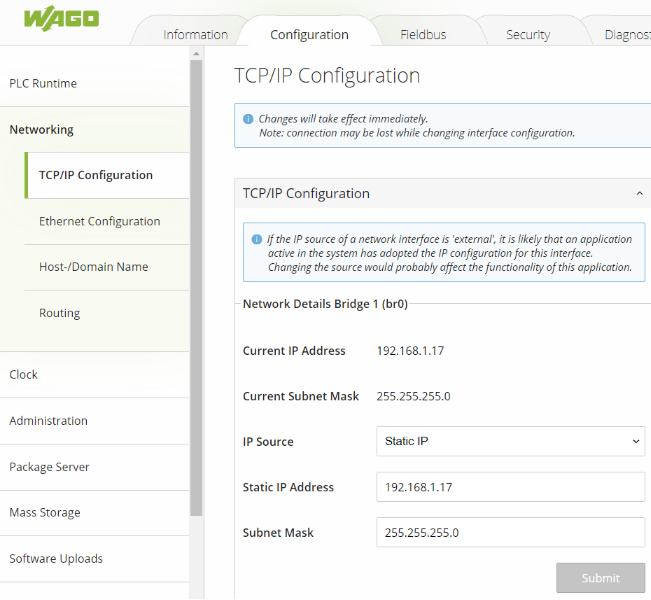 WAGO
Information
Configuration
Fieldbus
Security
Diagnos
PLC Runtime
Networking
TCP/IP Configuration
Ethernet Configuration
Host-/Domain Name
Routing
Clock
Administration
Package Server
Mass Storage
Software Uploads
TCP/IP Configuration
Changes will take effect immediately.
Note: connection may be lost while changing interface configuration.
TCP/IP Configuration
If the IP source of a network interface is 'external', it is likely that an application
active in the system has adopted the IP configuration for this interface.
Changing the source would probably affect the functionality of this application.
Network Details Bridge 1 (br0)
Current IP Address 192.168.1.17
Current Subnet Mask 255.255.255.0
IP Source Static IP
Static IP Address 192.168.1.17
Subnet Mask 255.255.255.0
Submit